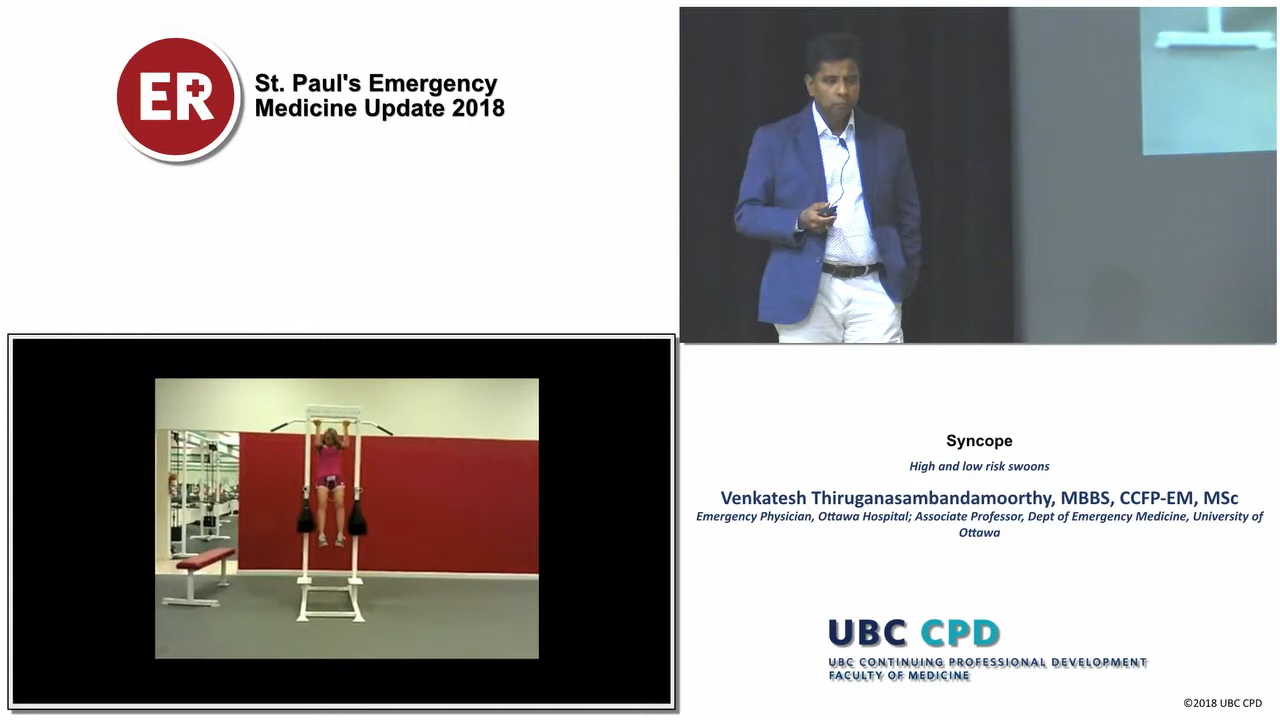 ER
St. Paul's Emergency
Medicine Update 2018
Syncope
High and low risk swoons
Venkatesh Thiruganasambandamoorthy, MBBS, CCFP-EM, MSc
Emergency Physician, Ottawa Hospital; Associate Professor, Dept of Emergency Medicine, University of
Ottawa
UBC CPD
UBC CONTINUING PROFESSIONAL DEVELOPMENT
FACULTY OF MEDICINE
©2018 UBC CPD